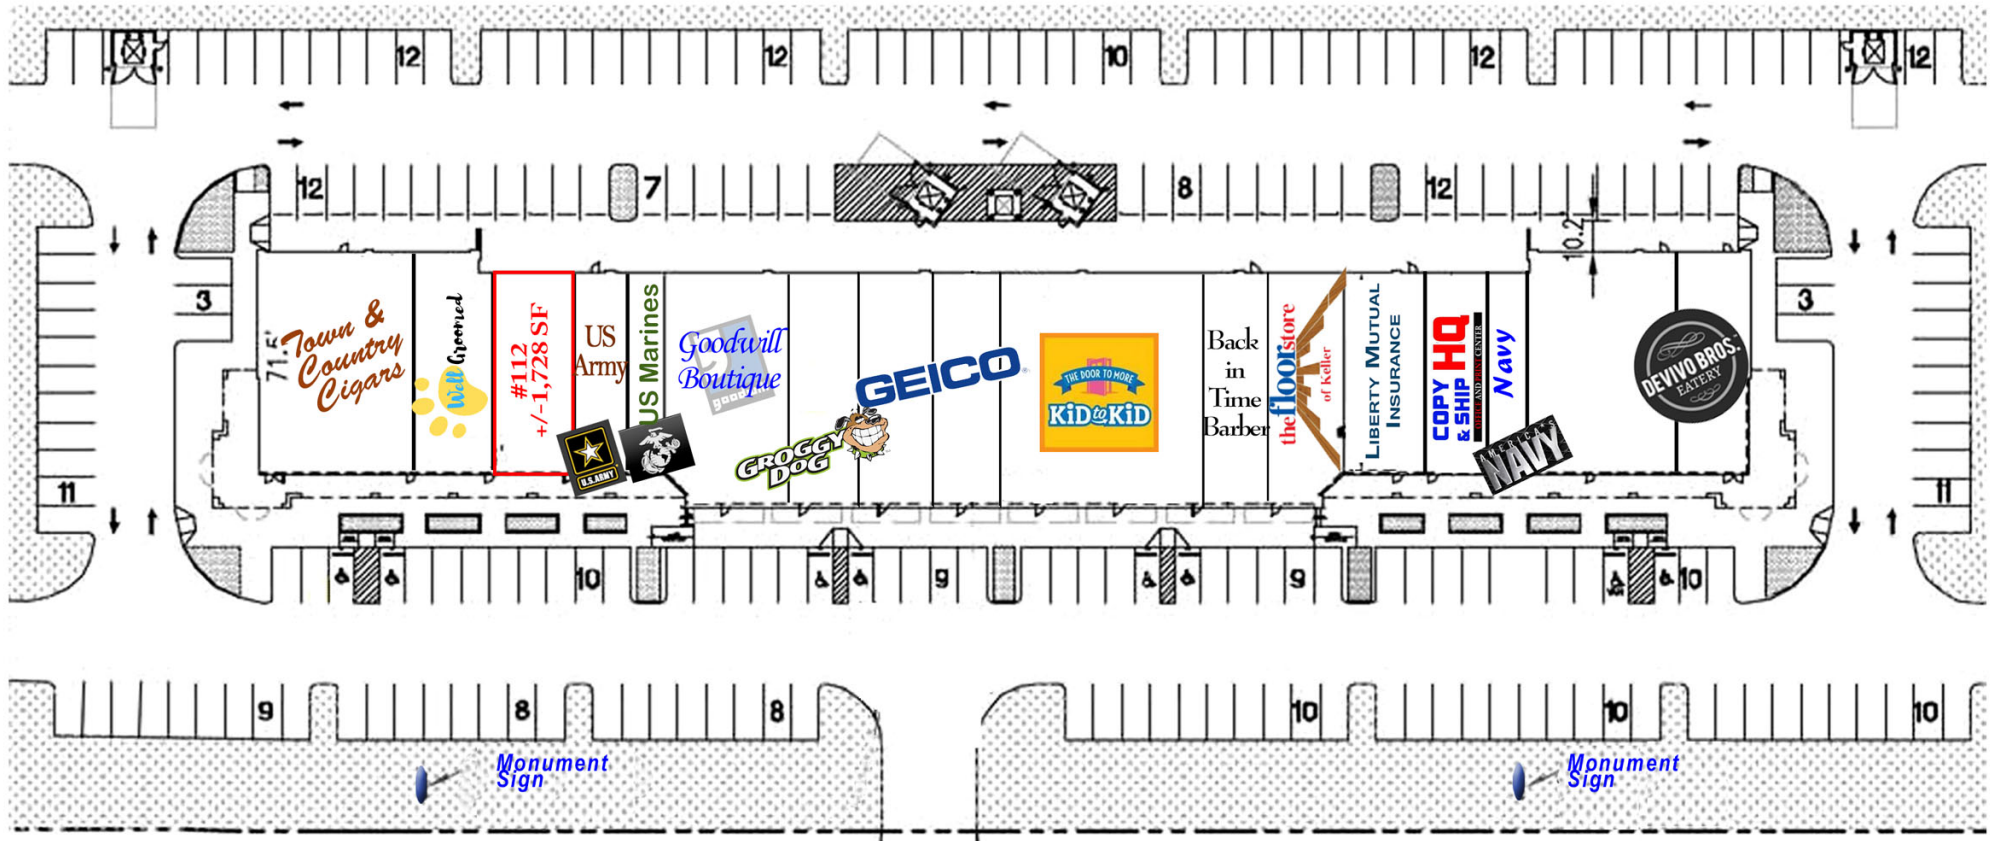 12
12
10
12
12
12
7
8
12
10.2'
3
3
71.5'
Town &
Country
Cigars
Well Groomed
#112
+/-1,728 SF
US
Army
U.S.ARMY
US Marines
Goodwill
Boutique
GROGGY
DOG
GEICO
THE DOOR TO MORE
KiD to KiD
Back
in
Time
Barber
the floor store
of Keller
LIBERTY MUTUAL
INSURANCE
COPY
& SHIP
HQ
OFFICE AND PRINT CENTER
Navy
AMERICA'S
NAVY
DEVIVO BROS.
EATERY
11
11
10
9
9
10
9
8
8
10
10
10
Monument
Sign
Monument
Sign